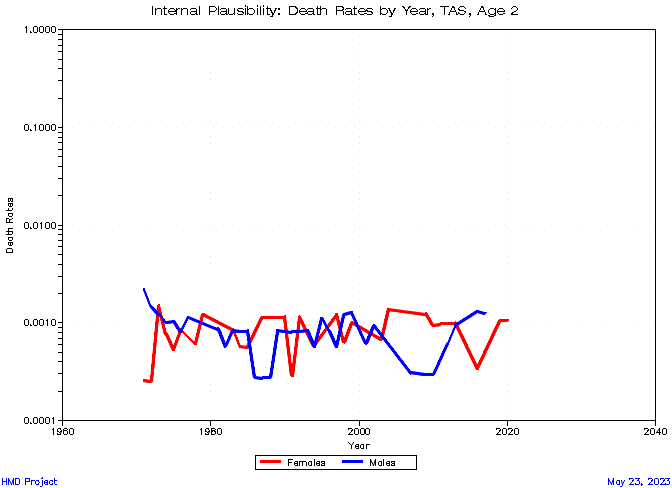 Internal Plausibility: Death Rates by Year, TAS, Age 2
1.0000
0.1000
0.0100
0.0010
0.0001
Death Rates
1960 1980 2000 2020 2040
Year
Females Males
HMD Project May 23, 2023